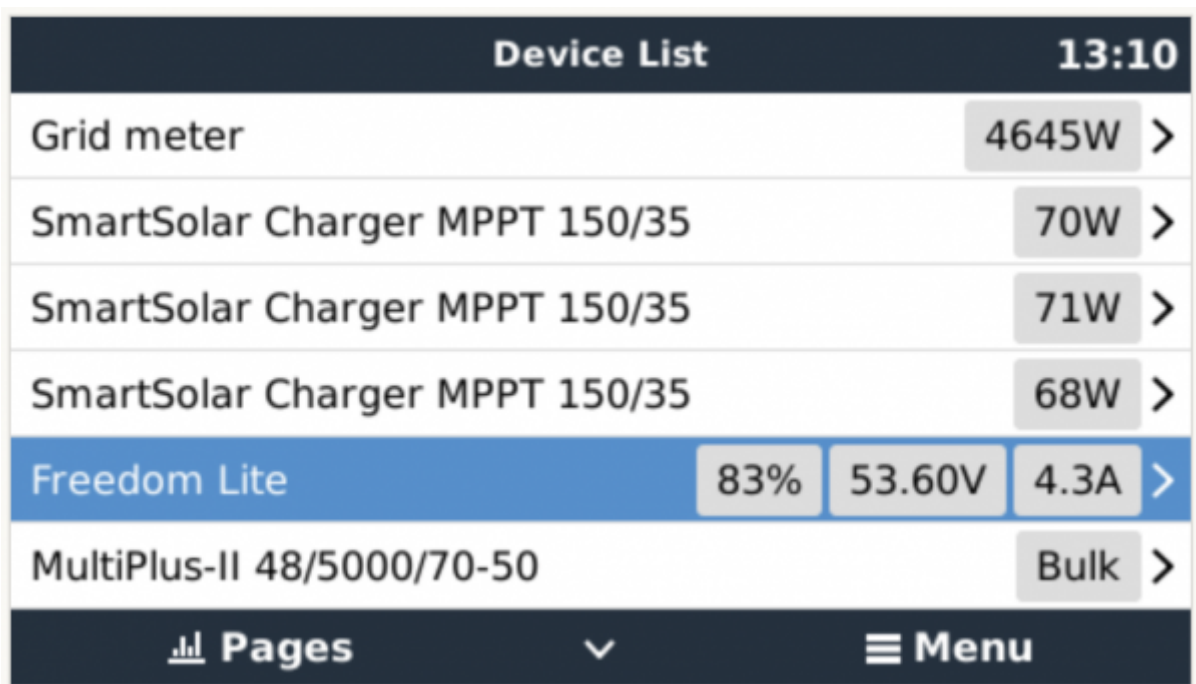 Device List 13:10
Grid meter 4645W
SmartSolar Charger MPPT 150/35 70W
SmartSolar Charger MPPT 150/35 71W
SmartSolar Charger MPPT 150/35 68W
Freedom Lite 83% 53.60V 4.3A
MultiPlus-II 48/5000/70-50 Bulk
Pages Menu